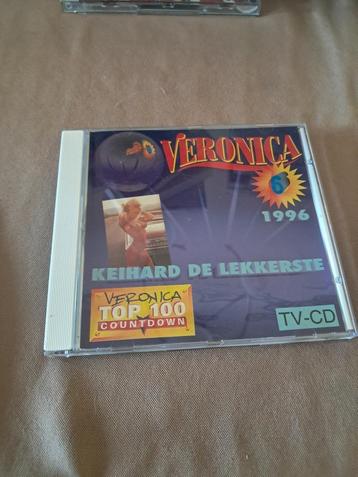 VERONICA
1996
KEIHARD DE LEKKERSTE
VERONICA
TOP 100
COUNTDOWN
TV-CD